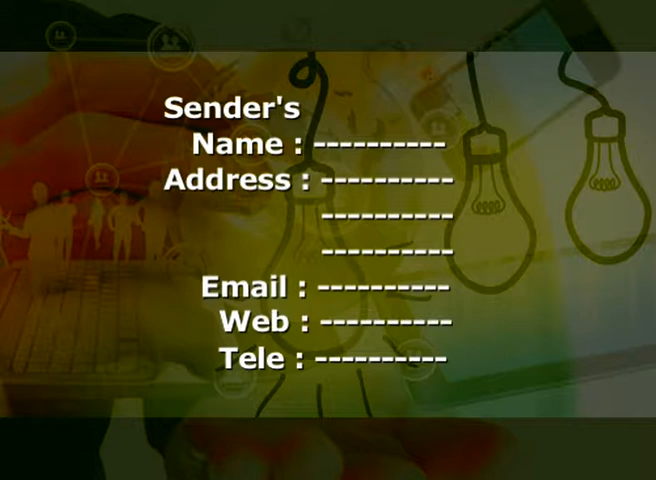 Sender's
Name : ----------
Address : ----------
----------
----------
Email : ----------
Web : ----------
Tele : ----------